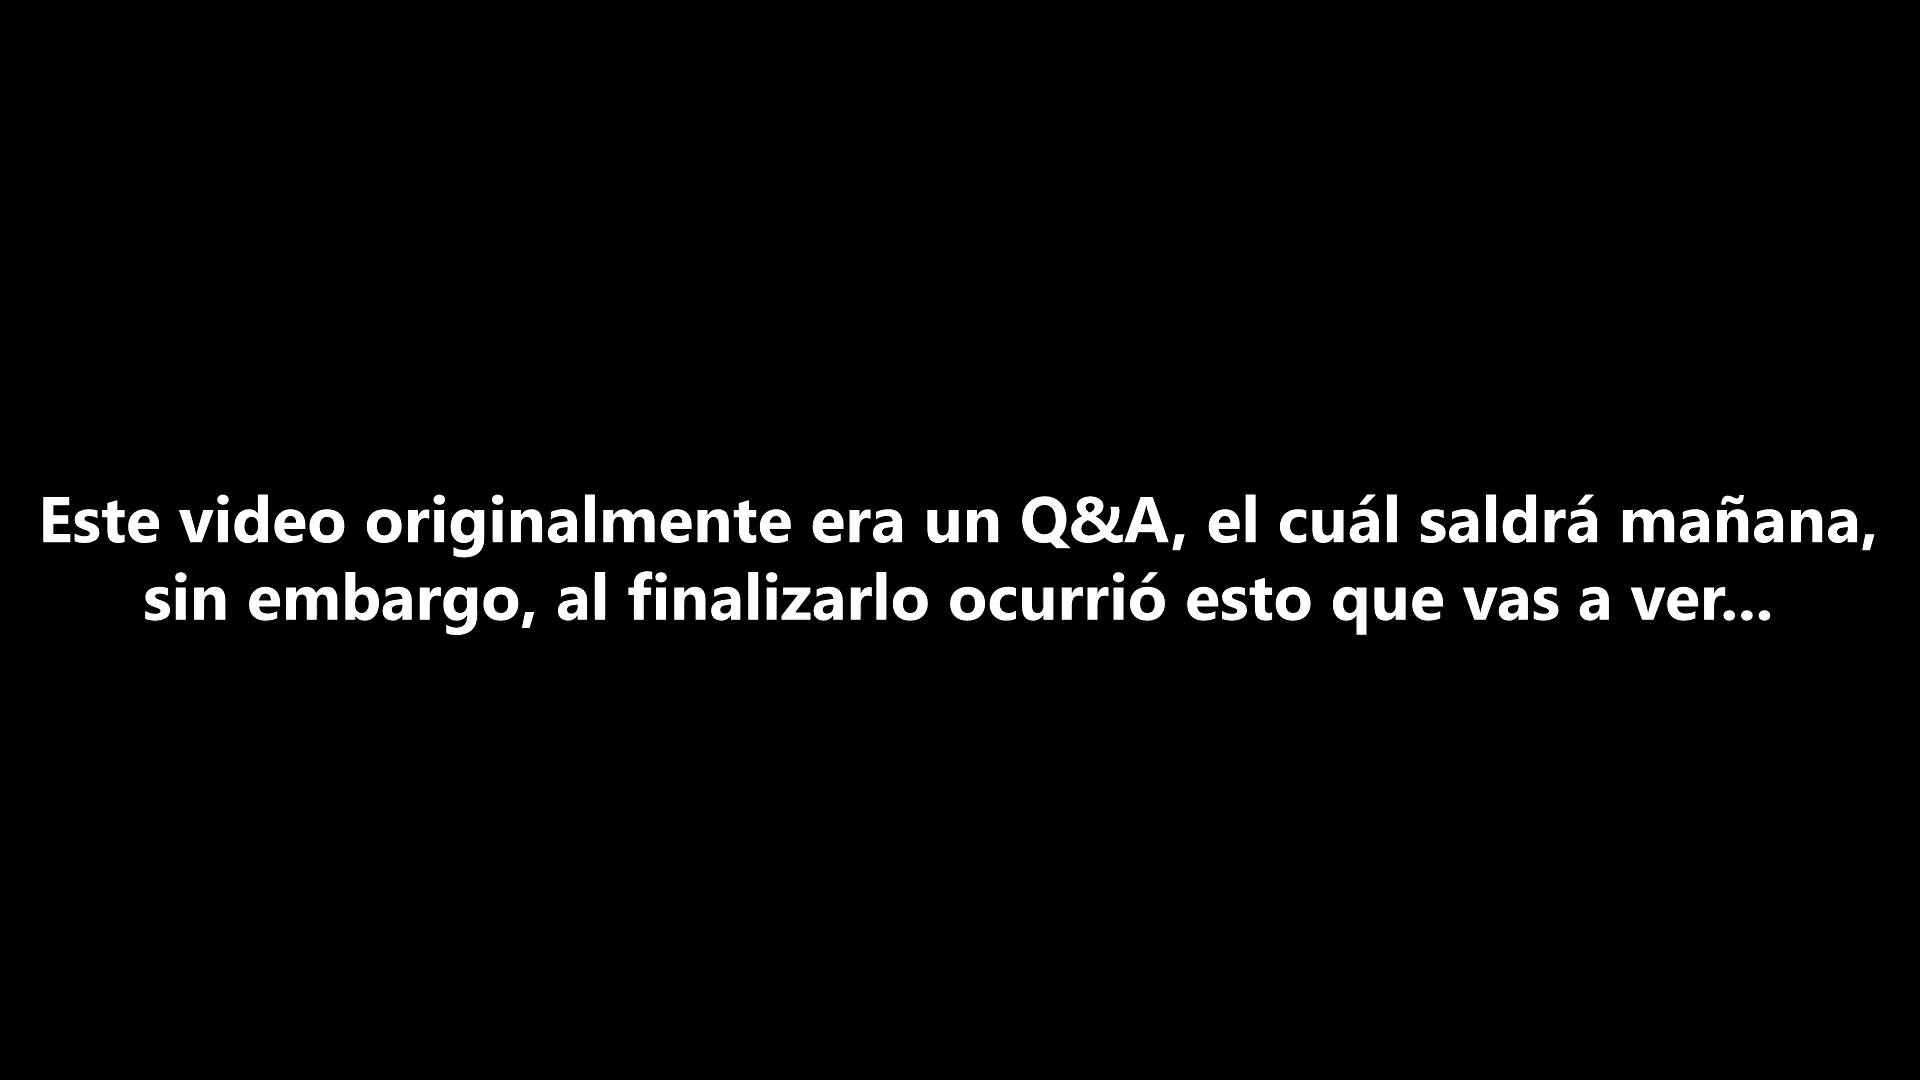 Este video originalmente era un Q&A, el cuál saldrá mañana,
sin embargo, al finalizarlo ocurrió esto que vas a ver...